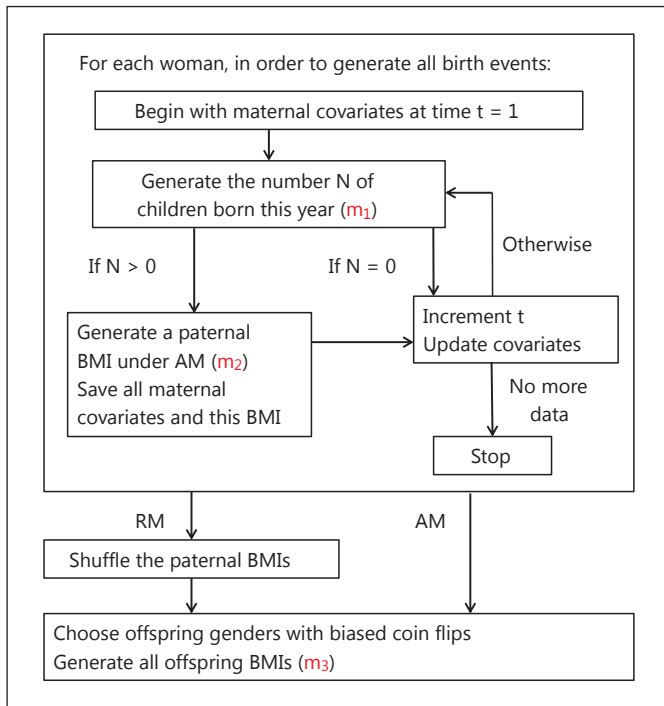 For each woman, in order to generate all birth events:
Begin with maternal covariates at time t = 1
Generate the number N of
children born this year (m₁)
Otherwise
If N > 0
If N = 0
Generate a paternal
BMI under AM (m₂)
Save all maternal
covariates and this BMI
Increment t
Update covariates
No more
data
Stop
RM
AM
Shuffle the paternal BMIs
Choose offspring genders with biased coin flips
Generate all offspring BMIs (m₃)